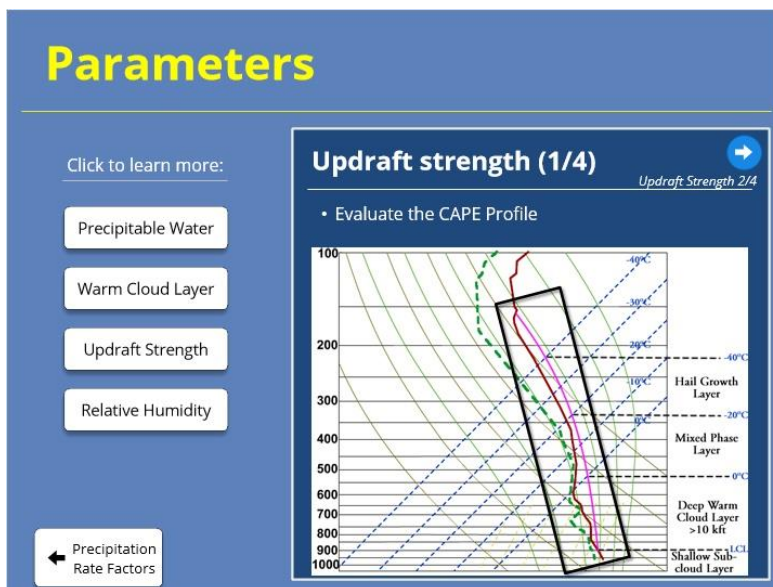 Parameters
Click to learn more:
Precipitable Water
Warm Cloud Layer
Updraft Strength
Relative Humidity
Precipitation
Rate Factors
Updraft strength (1/4)
Updraft Strength 2/4
• Evaluate the CAPE Profile
100
200
300
400
500
600
700
800
900
1000
-40°C
-30°C
20°C
-10°C
0°C
-40°C
Hail Growth
Layer
-20°C
Mixed Phase
Layer
0°C
Deep Warm
Cloud Layer
>10 kft
LCL
Shallow Sub-
cloud Layer